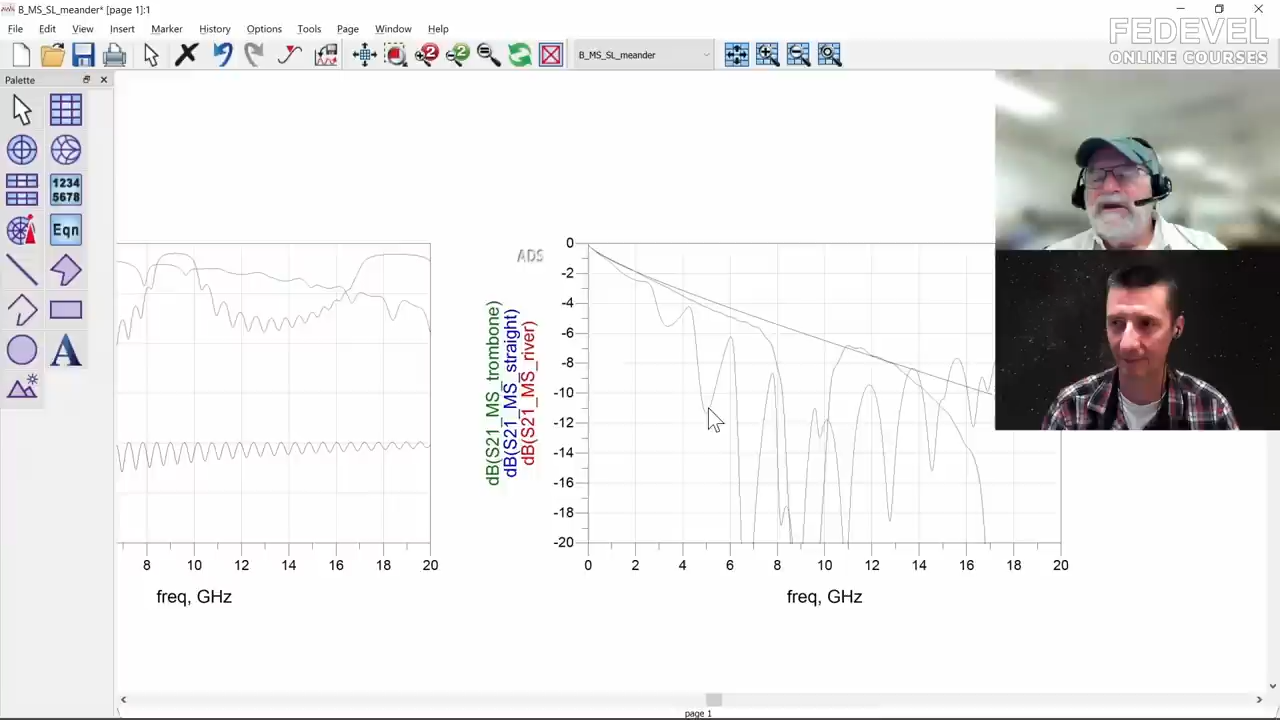 B_MS_SL_meander* [page 1]:1
File Edit View Insert Marker History Options Tools Page Window Help
FEDEVEL
ONLINE COURSES
2 2
B_MS_SL_meander
Palette
1234
5678
Eqn
A
ADS
dB(S21_MS_trombone)
dB(S21_MS_straight)
dB(S21_MS_river)
0
-2
-4
-6
-8
-10
-12
-14
-16
-18
-20
8 10 12 14 16 18 20
freq, GHz
0 2 4 6 8 10 12 14 16 18 20
freq, GHz
page 1